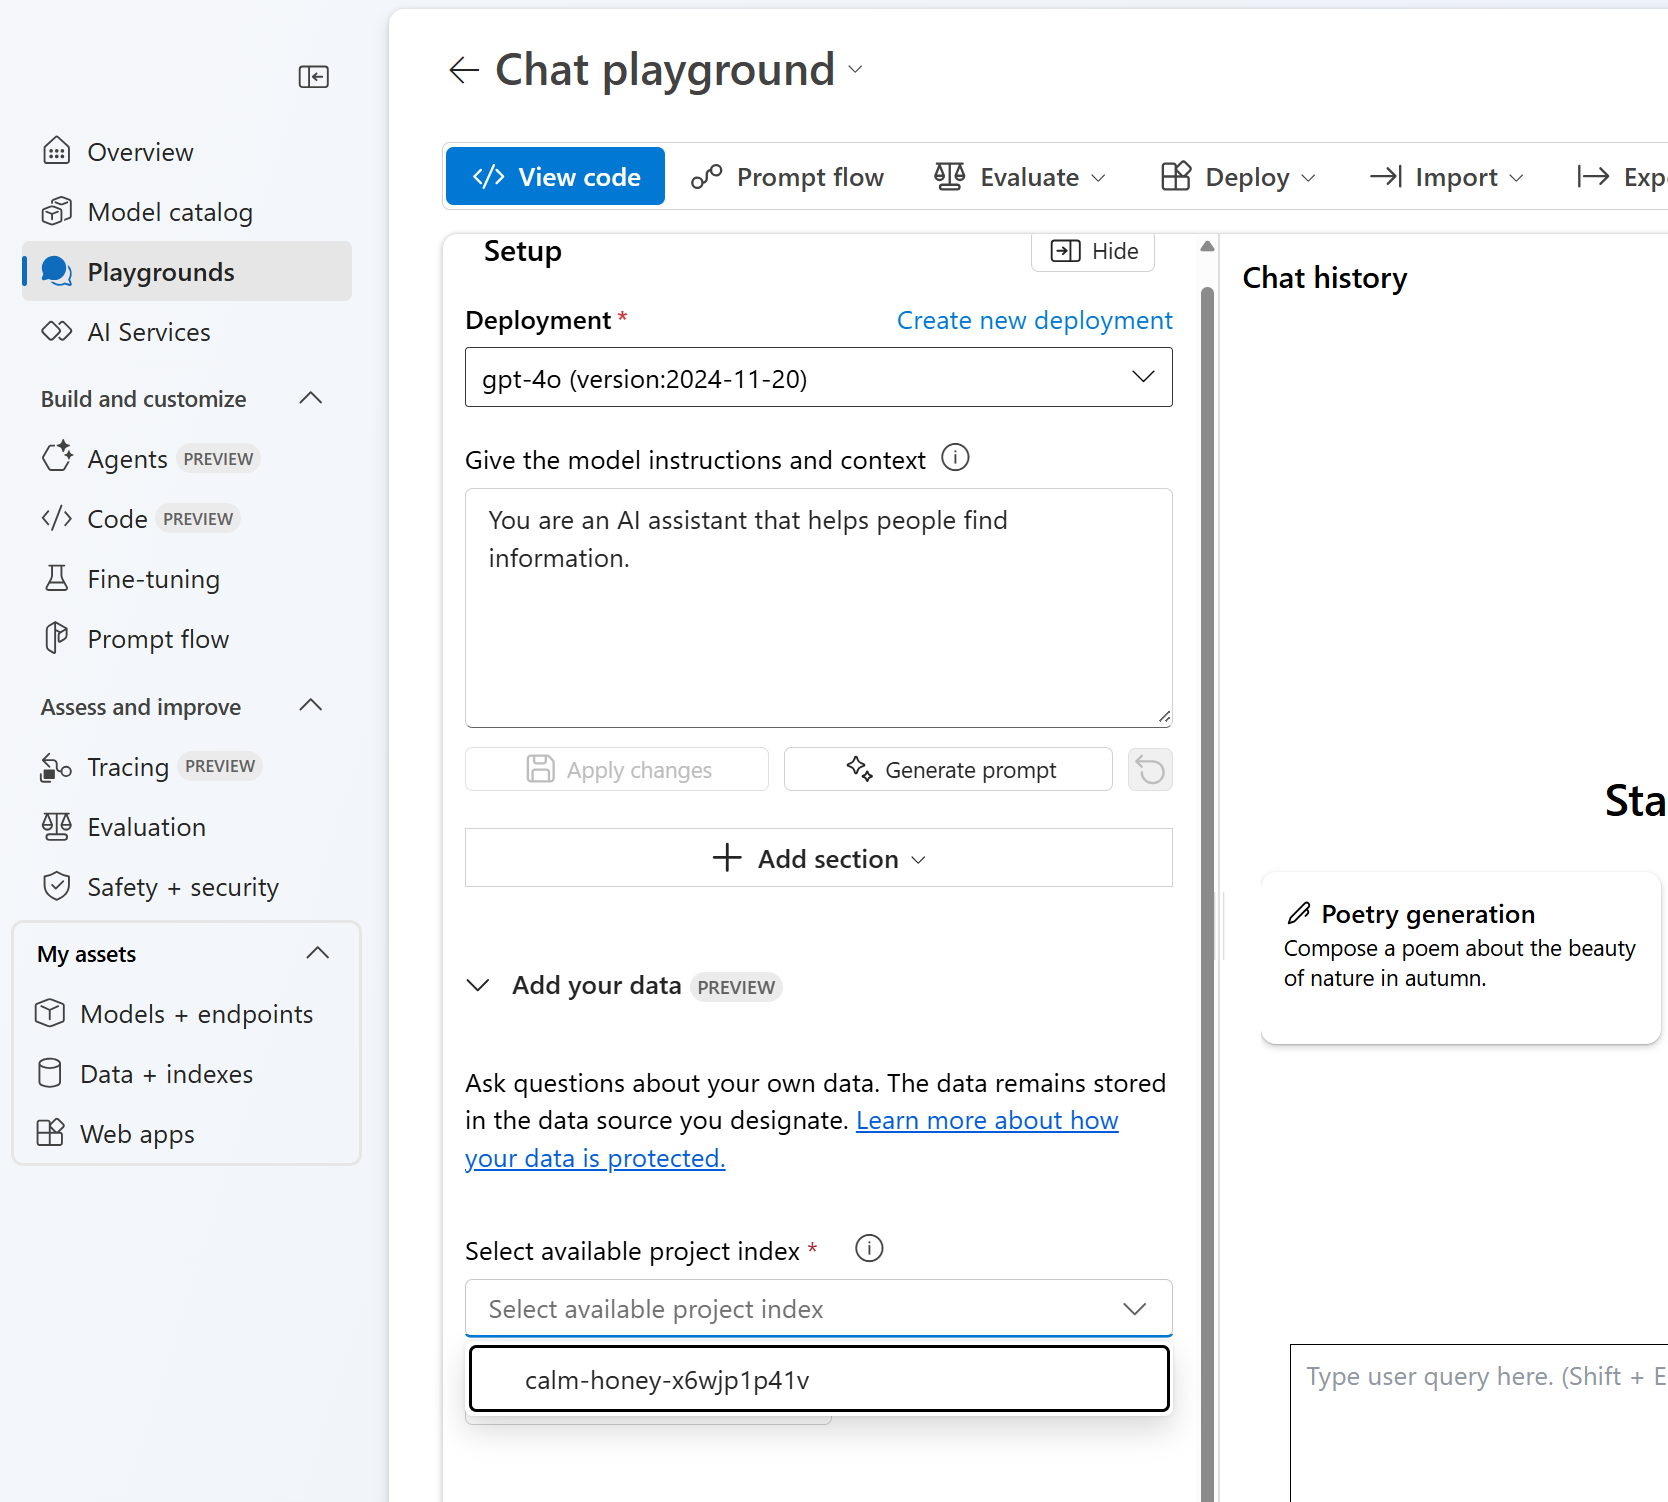 Chat playground
Overview
Model catalog
Playgrounds
AI Services
Build and customize
Agents PREVIEW
Code PREVIEW
Fine-tuning
Prompt flow
Assess and improve
Tracing PREVIEW
Evaluation
Safety + security
My assets
Models + endpoints
Data + indexes
Web apps
View code
Prompt flow
Evaluate
Deploy
Import
Exp
Setup
Hide
Deployment *
Create new deployment
gpt-4o (version:2024-11-20)
Give the model instructions and context
You are an AI assistant that helps people find
information.
Apply changes
Generate prompt
Add section
Add your data PREVIEW
Ask questions about your own data. The data remains stored
in the data source you designate. Learn more about how
your data is protected.
Select available project index *
Select available project index
calm-honey-x6wjp1p41v
Chat history
Sta
Poetry generation
Compose a poem about the beauty
of nature in autumn.
Type user query here. (Shift + E